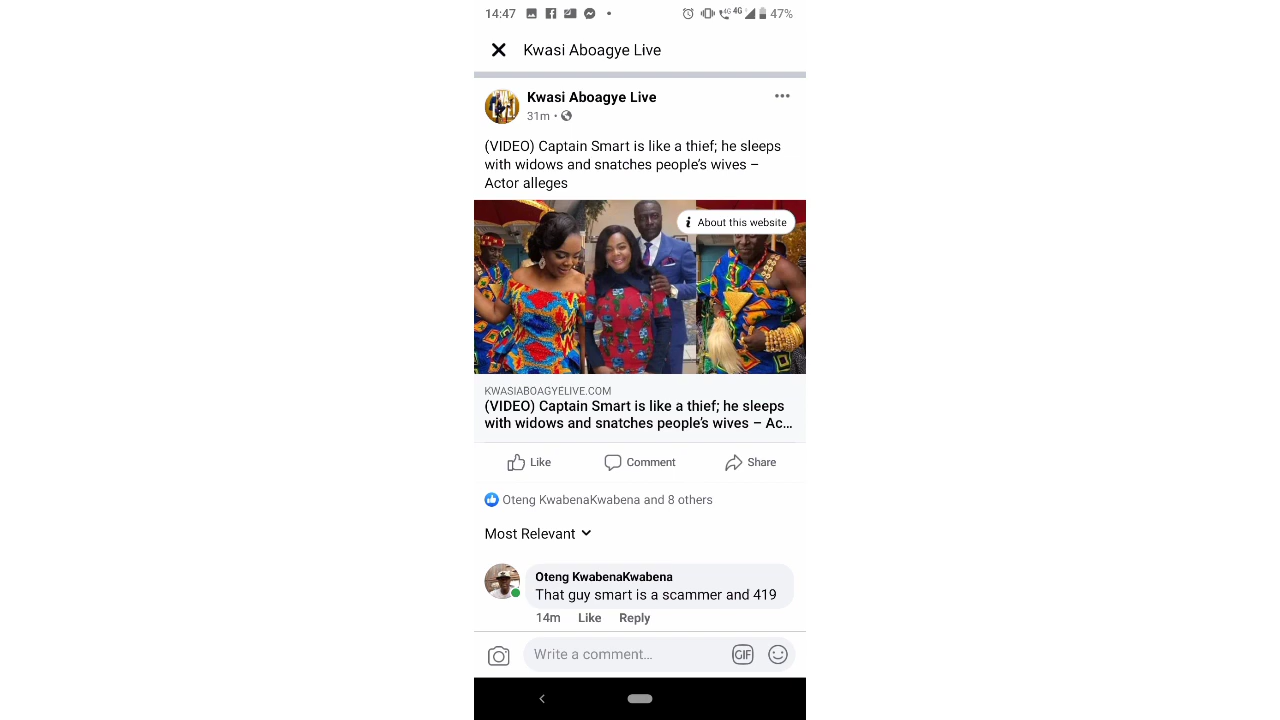 14:47
4G 4G 47%
Kwasi Aboagye Live
Kwasi Aboagye Live
31m •
(VIDEO) Captain Smart is like a thief; he sleeps
with widows and snatches people's wives –
Actor alleges
i About this website
KWASIABOAGYELIVE.COM
(VIDEO) Captain Smart is like a thief; he sleeps
with widows and snatches people's wives – Ac...
Like Comment Share
Oteng KwabenaKwabena and 8 others
Most Relevant
Oteng KwabenaKwabena
That guy smart is a scammer and 419
14m Like Reply
Write a comment... GIF